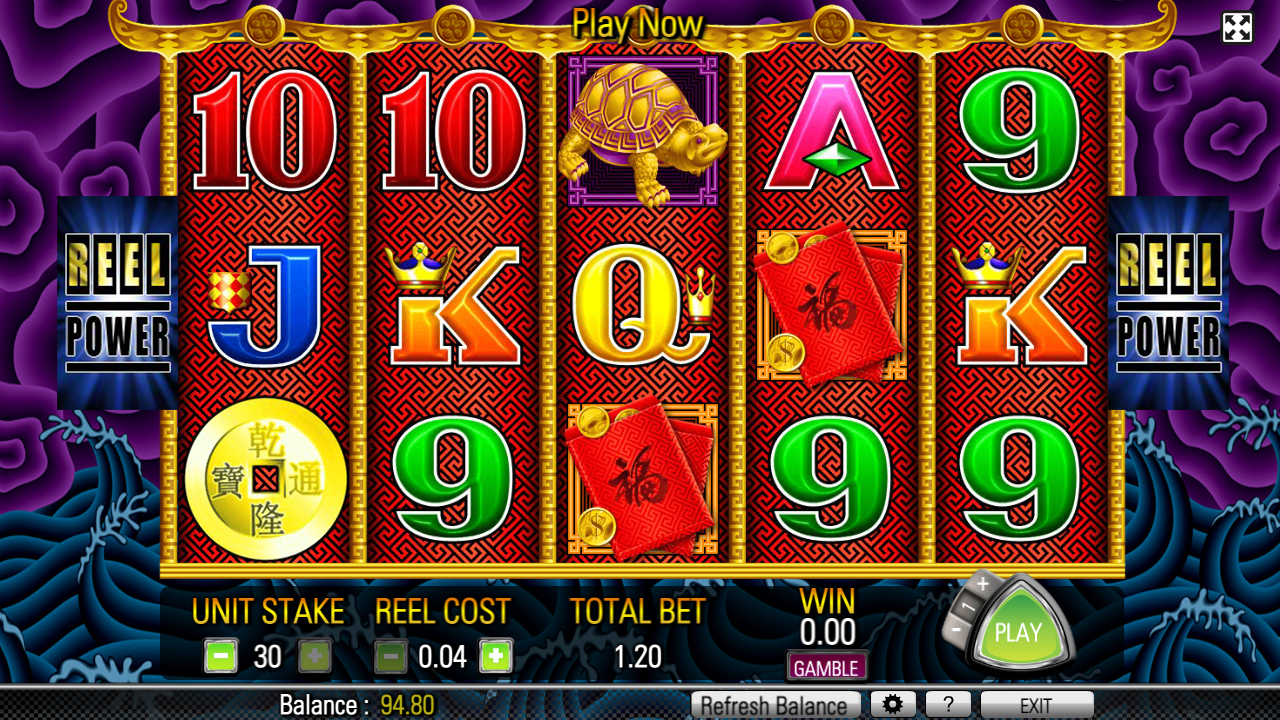 Play Now
10 10 A 9
J K Q 福 K
REEL POWER
REEL POWER
乾
寶 通
隆
9 福 9 9
$
$
UNIT STAKE REEL COST TOTAL BET WIN
0.00
- 30 + - 0.04 + 1.20
GAMBLE
+
1
-
PLAY
Balance : 94.80 Refresh Balance ? EXIT